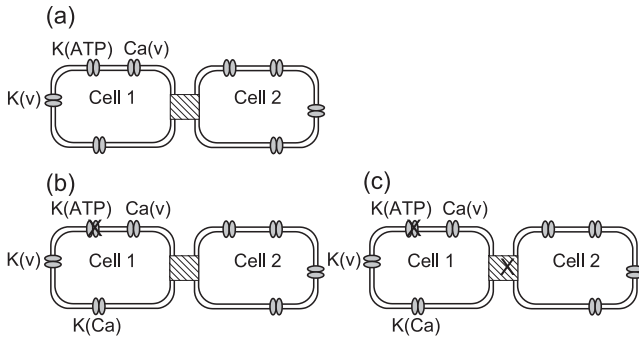 (a)
K(ATP) Ca(v)
K(v)
Cell 1
Cell 2
(b)
K(ATP) Ca(v)
K(v)
Cell 1
Cell 2
K(Ca)
(c)
K(ATP) Ca(v)
K(v)
Cell 1
Cell 2
K(Ca)